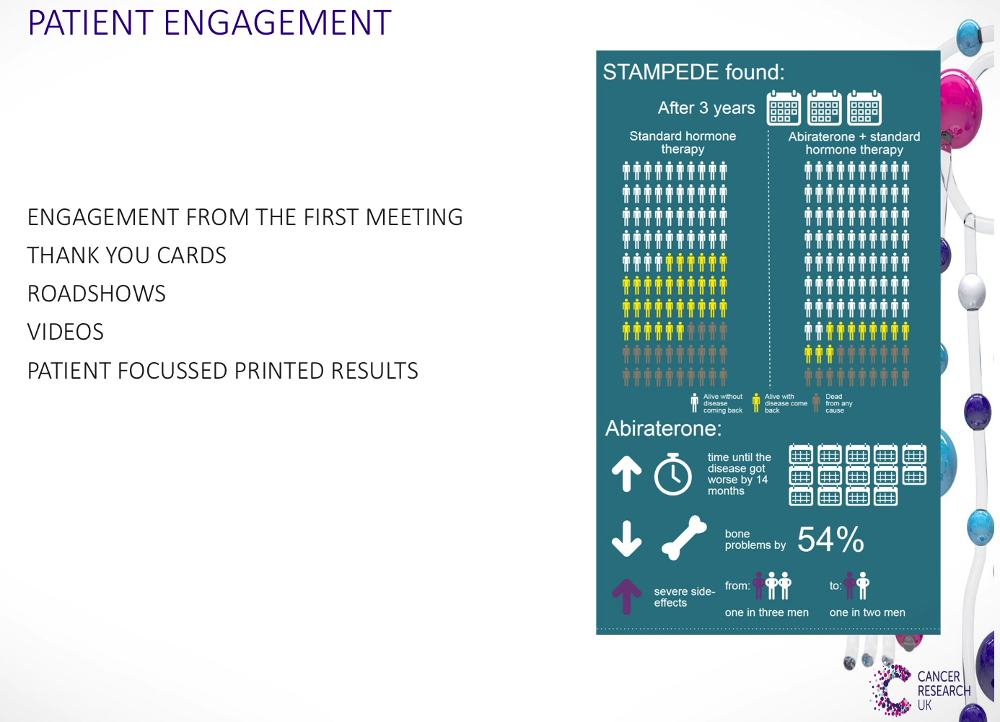 PATIENT ENGAGEMENT
ENGAGEMENT FROM THE FIRST MEETING
THANK YOU CARDS
ROADSHOWS
VIDEOS
PATIENT FOCUSSED PRINTED RESULTS
STAMPEDE found:
After 3 years
Standard hormone
therapy
Abiraterone + standard
hormone therapy
Alive without
disease
coming back
Alive with
disease come
back
Dead
from any
cause
Abiraterone:
time until the
disease got
worse by 14
months
bone
problems by
54%
severe side-
effects
from:
one in three men
to:
one in two men
CANCER
RESEARCH
UK